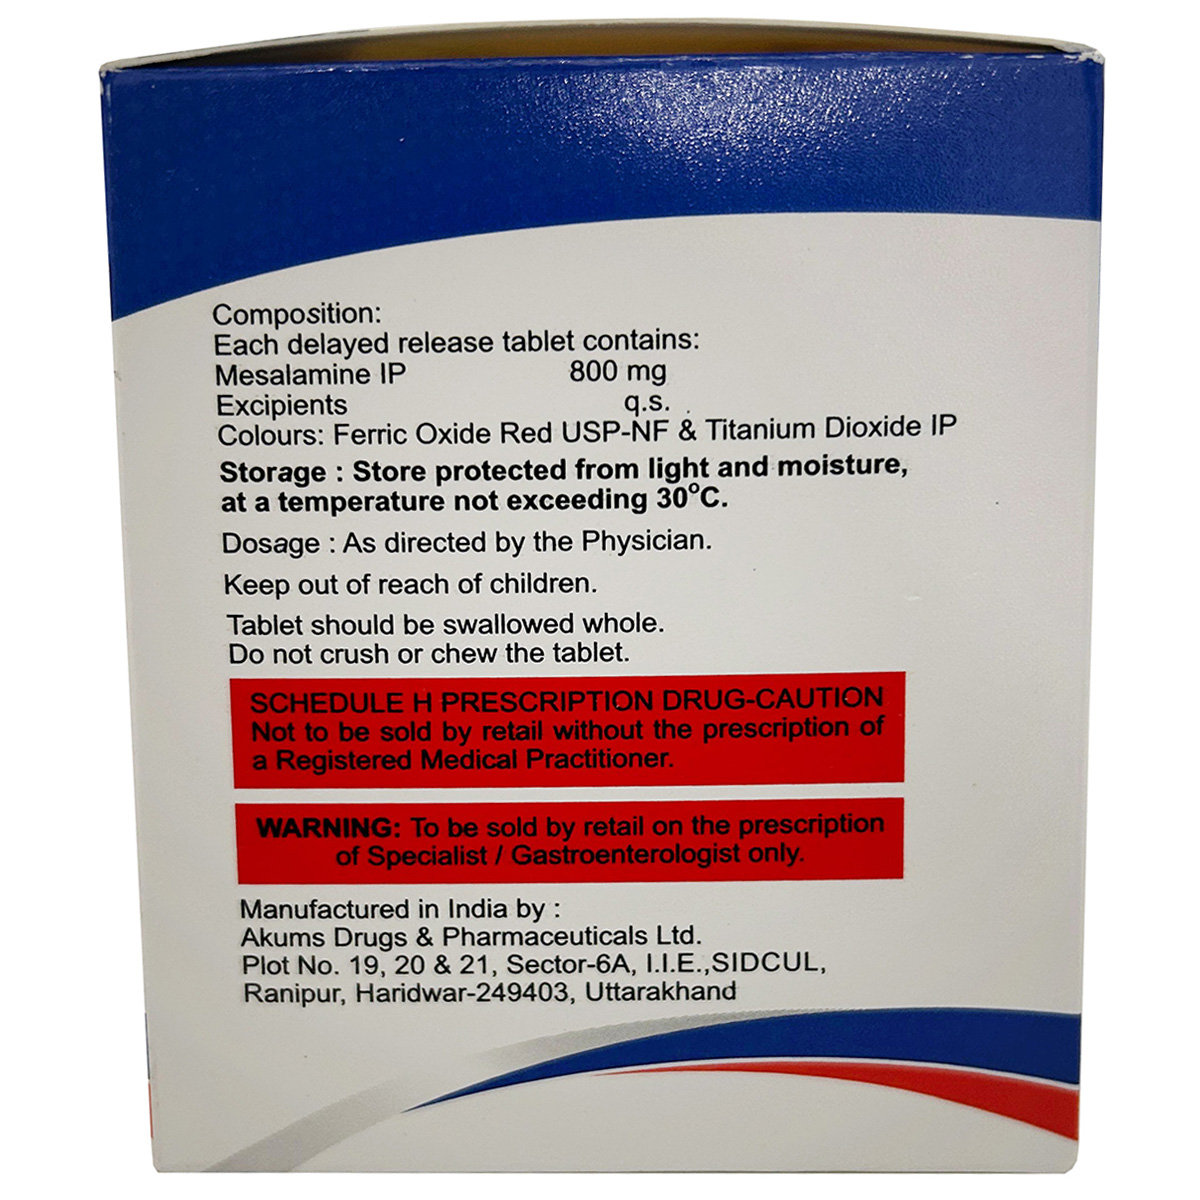 Composition:
Each delayed release tablet contains:
Mesalamine IP 800 mg
Excipients q.s.
Colours: Ferric Oxide Red USP-NF & Titanium Dioxide IP
Storage : Store protected from light and moisture,
at a temperature not exceeding 30°C.
Dosage : As directed by the Physician.
Keep out of reach of children.
Tablet should be swallowed whole.
Do not crush or chew the tablet.
SCHEDULE H PRESCRIPTION DRUG-CAUTION
Not to be sold by retail without the prescription of
a Registered Medical Practitioner.
WARNING: To be sold by retail on the prescription
of Specialist / Gastroenterologist only.
Manufactured in India by :
Akums Drugs & Pharmaceuticals Ltd.
Plot No. 19, 20 & 21, Sector-6A, I.I.E.,SIDCUL,
Ranipur, Haridwar-249403, Uttarakhand